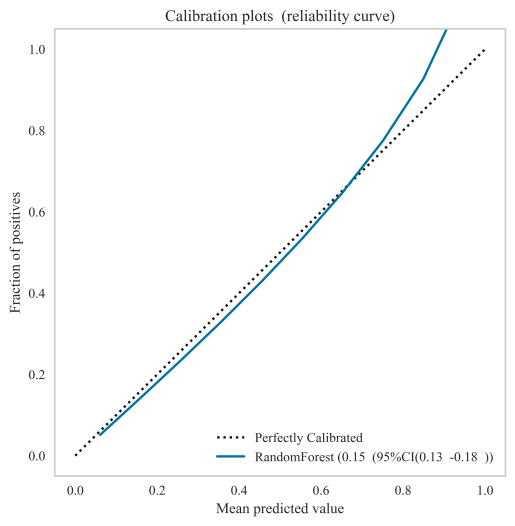 Calibration plots  (reliability curve)
1.0
0.8
0.6
0.4
0.2
0.0
Fraction of positives
Perfectly Calibrated
RandomForest (0.15  (95%CI(0.13  -0.18  ))
0.0 0.2 0.4 0.6 0.8 1.0
Mean predicted value